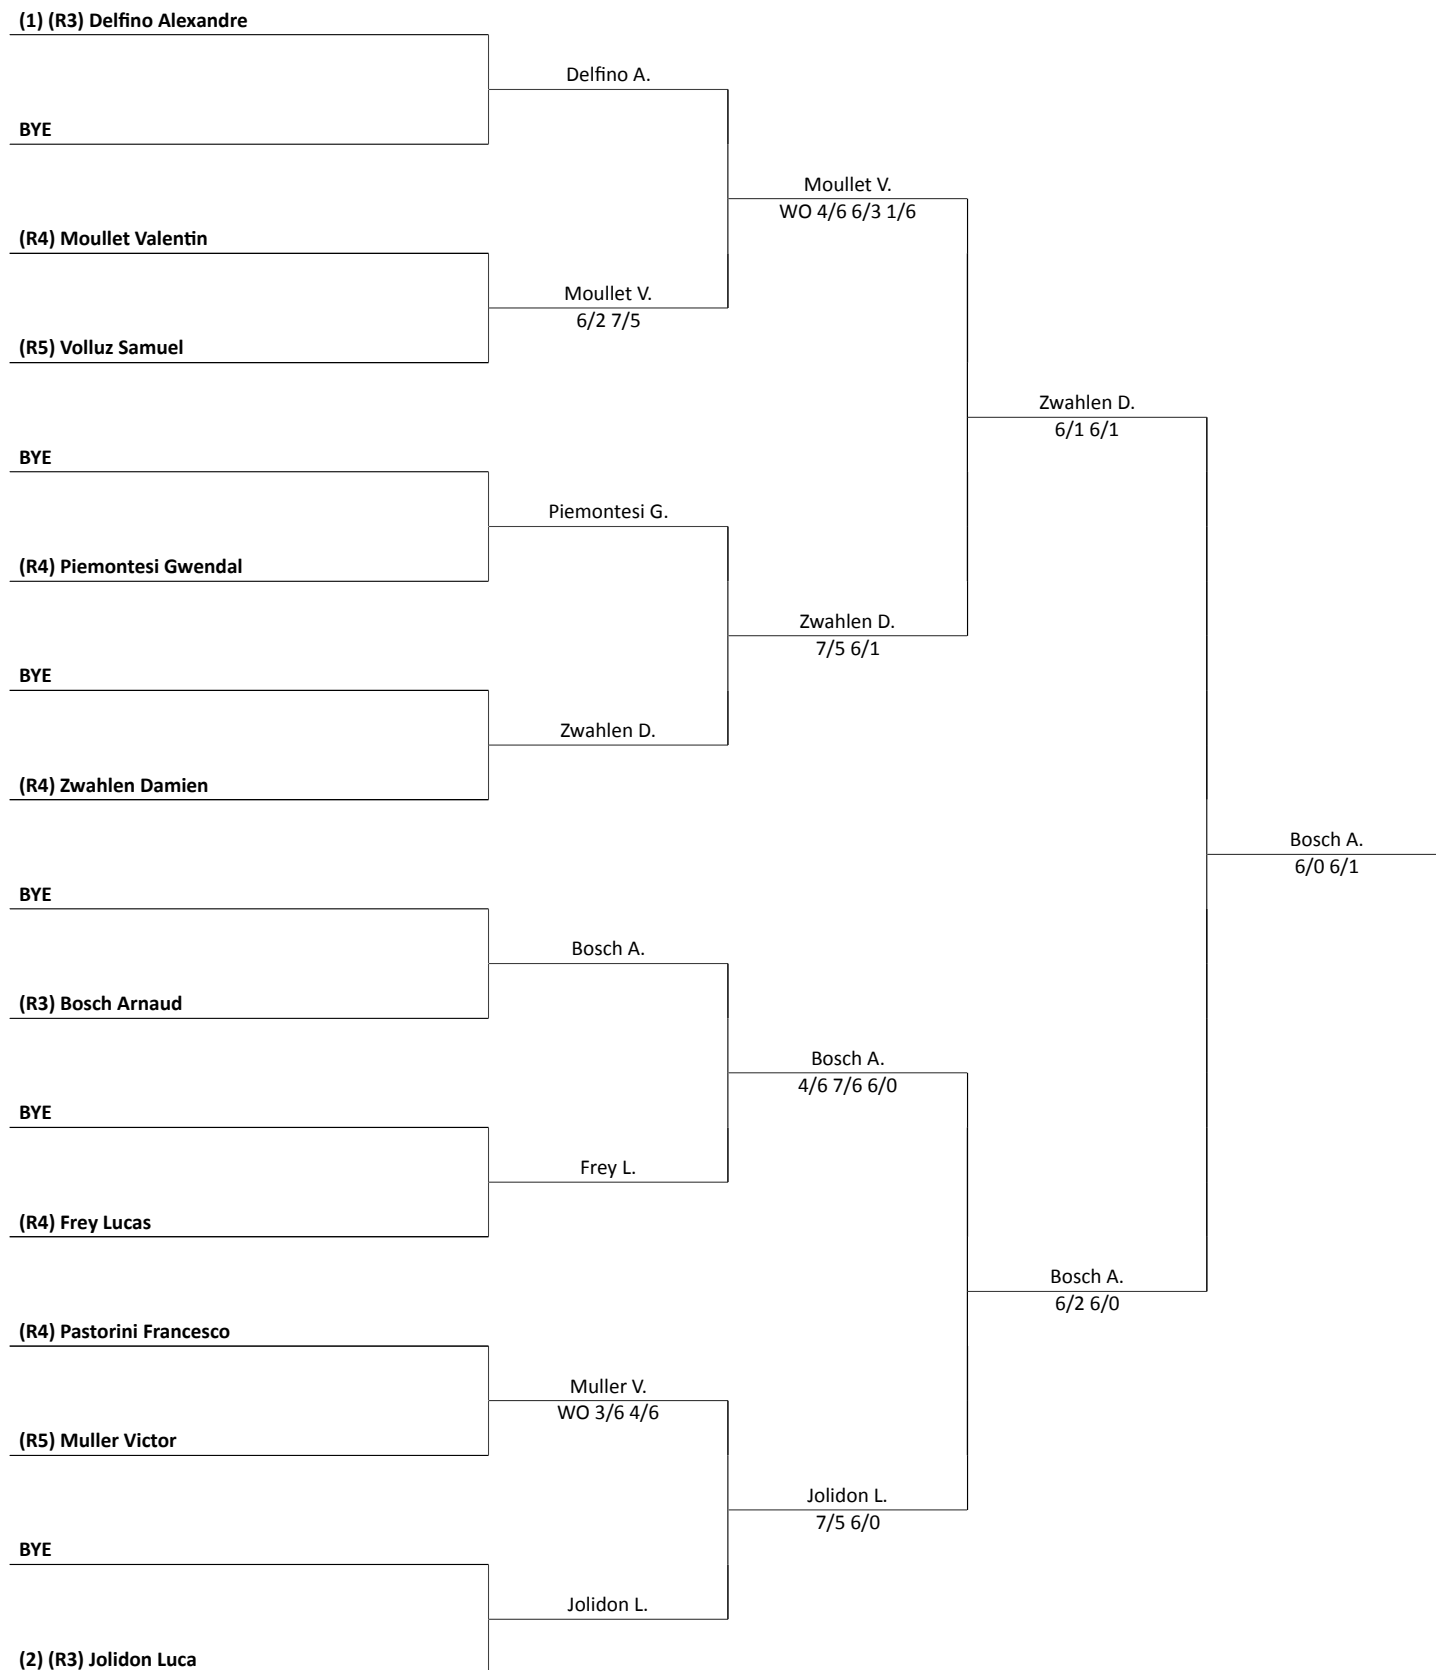 (1) (R3) Delfino Alexandre
Delfino A.
BYE
Moullet V.
WO 4/6 6/3 1/6
(R4) Moullet Valentin
Moullet V.
6/2 7/5
(R5) Volluz Samuel
Zwahlen D.
6/1 6/1
BYE
Piemontesi G.
(R4) Piemontesi Gwendal
Zwahlen D.
7/5 6/1
BYE
Zwahlen D.
(R4) Zwahlen Damien
Bosch A.
6/0 6/1
BYE
Bosch A.
(R3) Bosch Arnaud
Bosch A.
4/6 7/6 6/0
BYE
Frey L.
(R4) Frey Lucas
Bosch A.
6/2 6/0
(R4) Pastorini Francesco
Muller V.
WO 3/6 4/6
(R5) Muller Victor
Jolidon L.
7/5 6/0
BYE
Jolidon L.
(2) (R3) Jolidon Luca